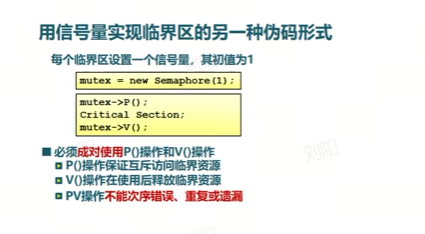 用信号量实现临界区的另一种伪码形式
每个临界区设置一个信号量，其初值为1
mutex = new Semaphore(1);
mutex->P();
Critical Section;
mutex->V();
必须成对使用P()操作和V()操作
P()操作保证互斥访问临界资源
V()操作在使用后释放临界资源
PV操作不能次序错误、重复或遗漏
刘阳